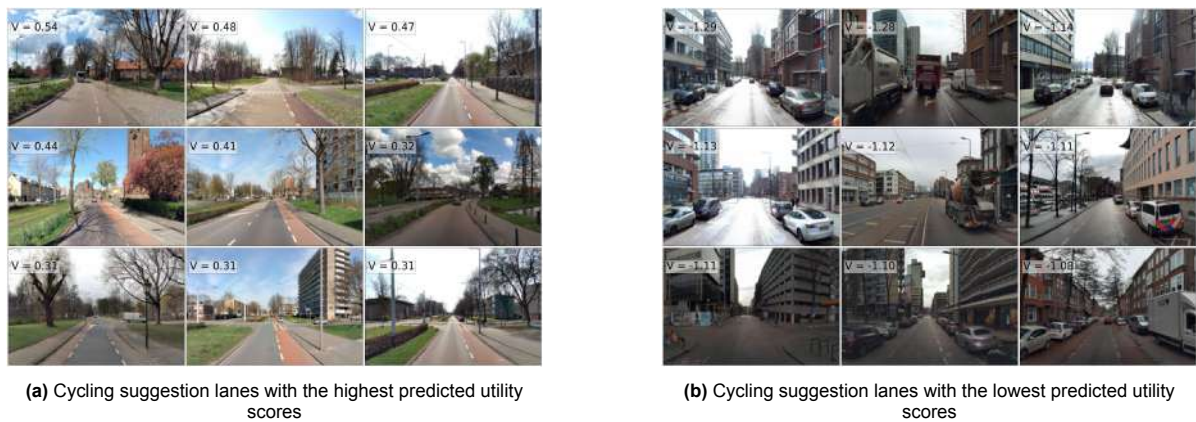 V = 0.54
V = 0.48
V = 0.47
V = 0.44
V = 0.41
V = 0.32
V = 0.31
V = 0.31
V = 0.31
(a) Cycling suggestion lanes with the highest predicted utility
scores
V = -1.29
V = -1.28
V = -1.14
V = -1.13
V = -1.12
V = -1.11
V = -1.11
V = -1.10
V = -1.08
(b) Cycling suggestion lanes with the lowest predicted utility
scores